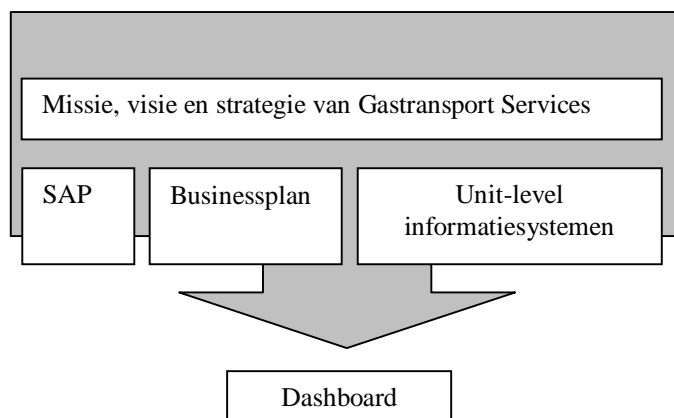 Missie, visie en strategie van Gastransport Services
SAP
Businessplan
Unit-level
informatiesystemen
Dashboard